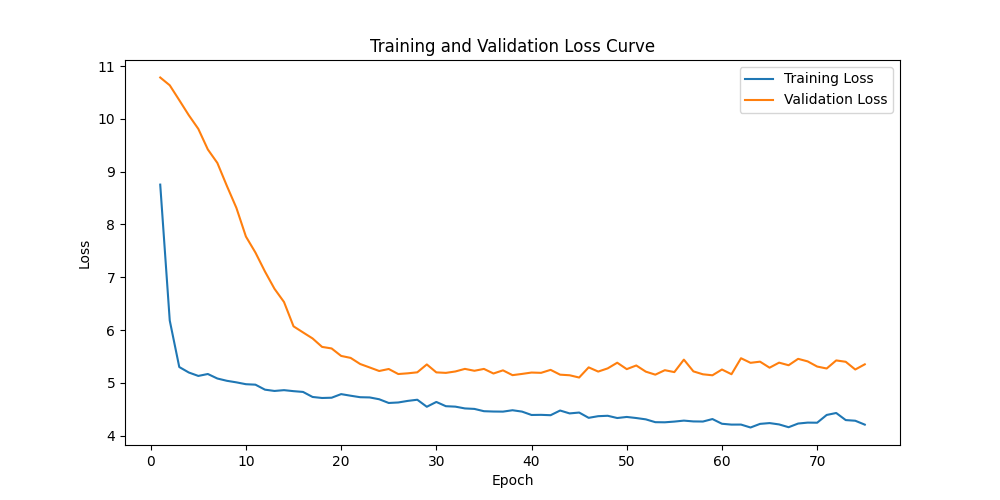 Training and Validation Loss Curve
Training Loss
Validation Loss
11
10
9
8
7
6
5
4
Loss
0 10 20 30 40 50 60 70
Epoch